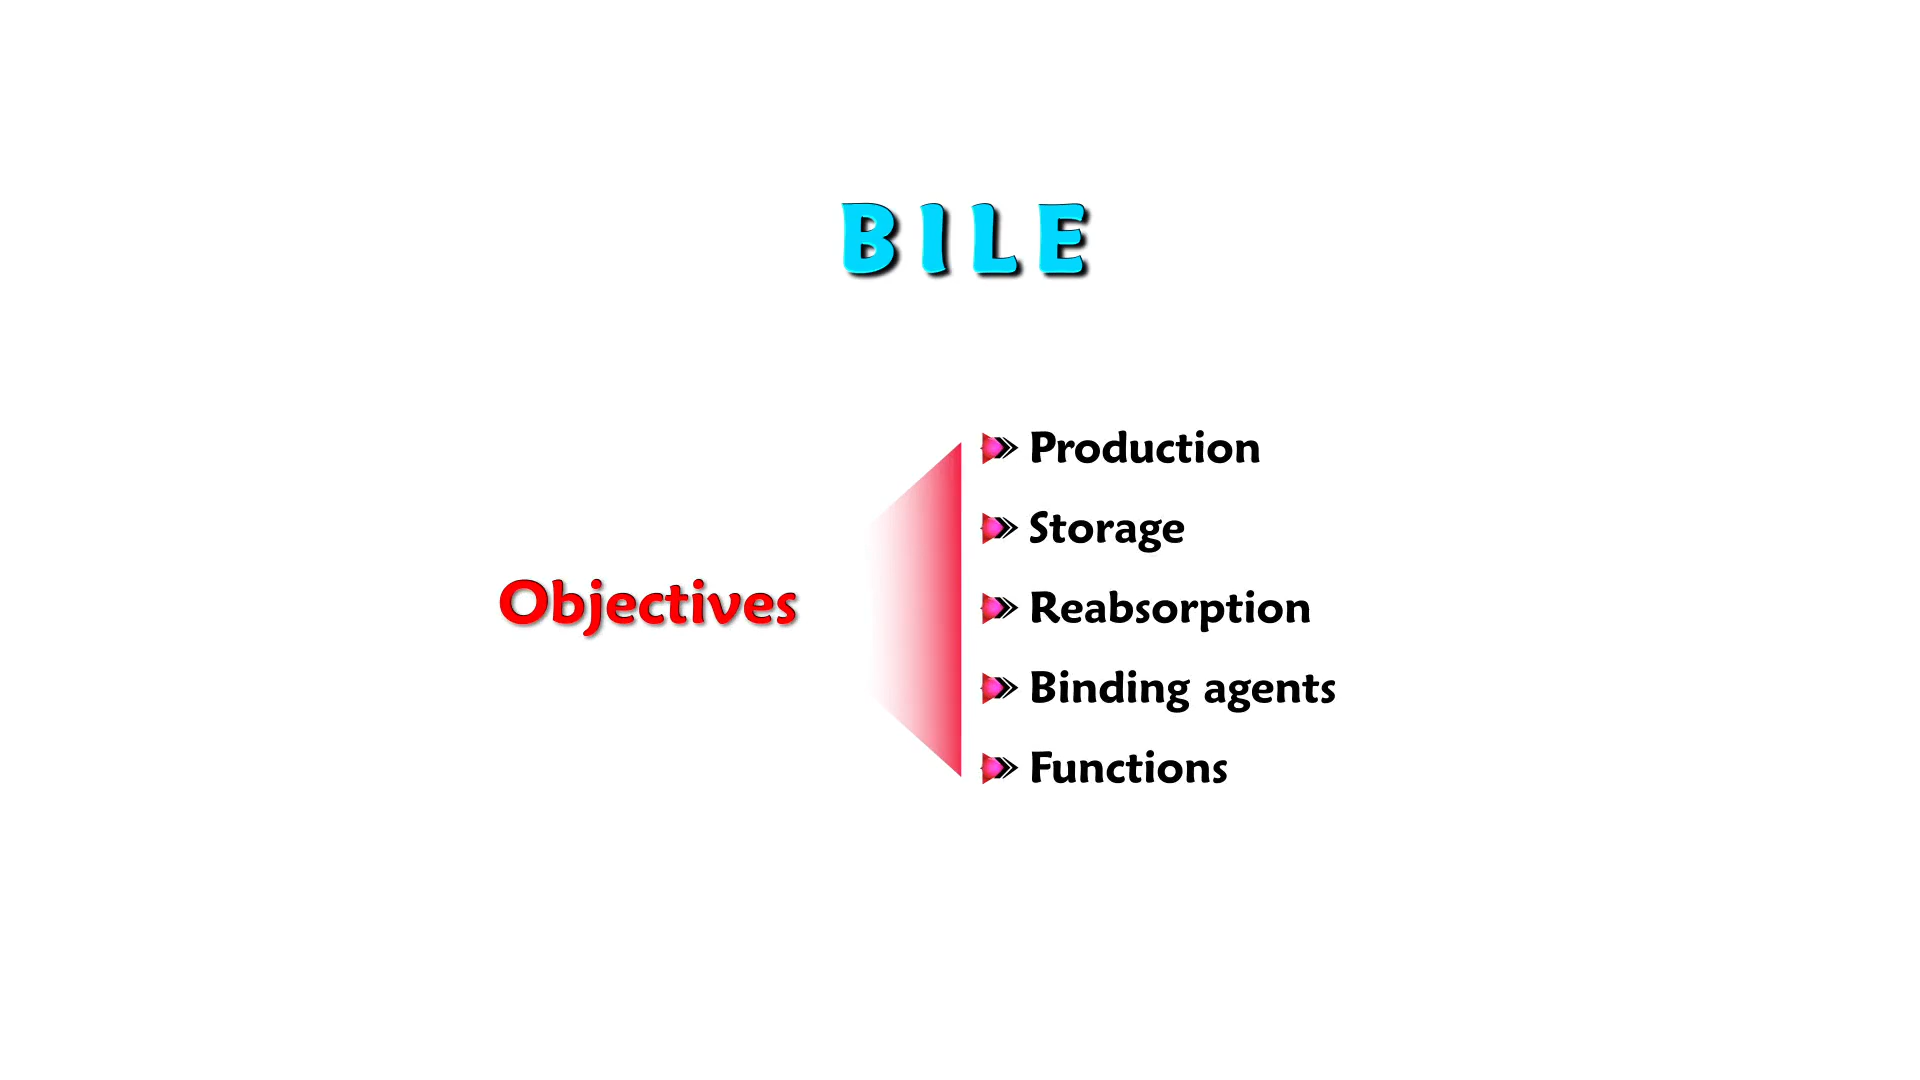 BILE
Objectives
Production
Storage
Reabsorption
Binding agents
Functions